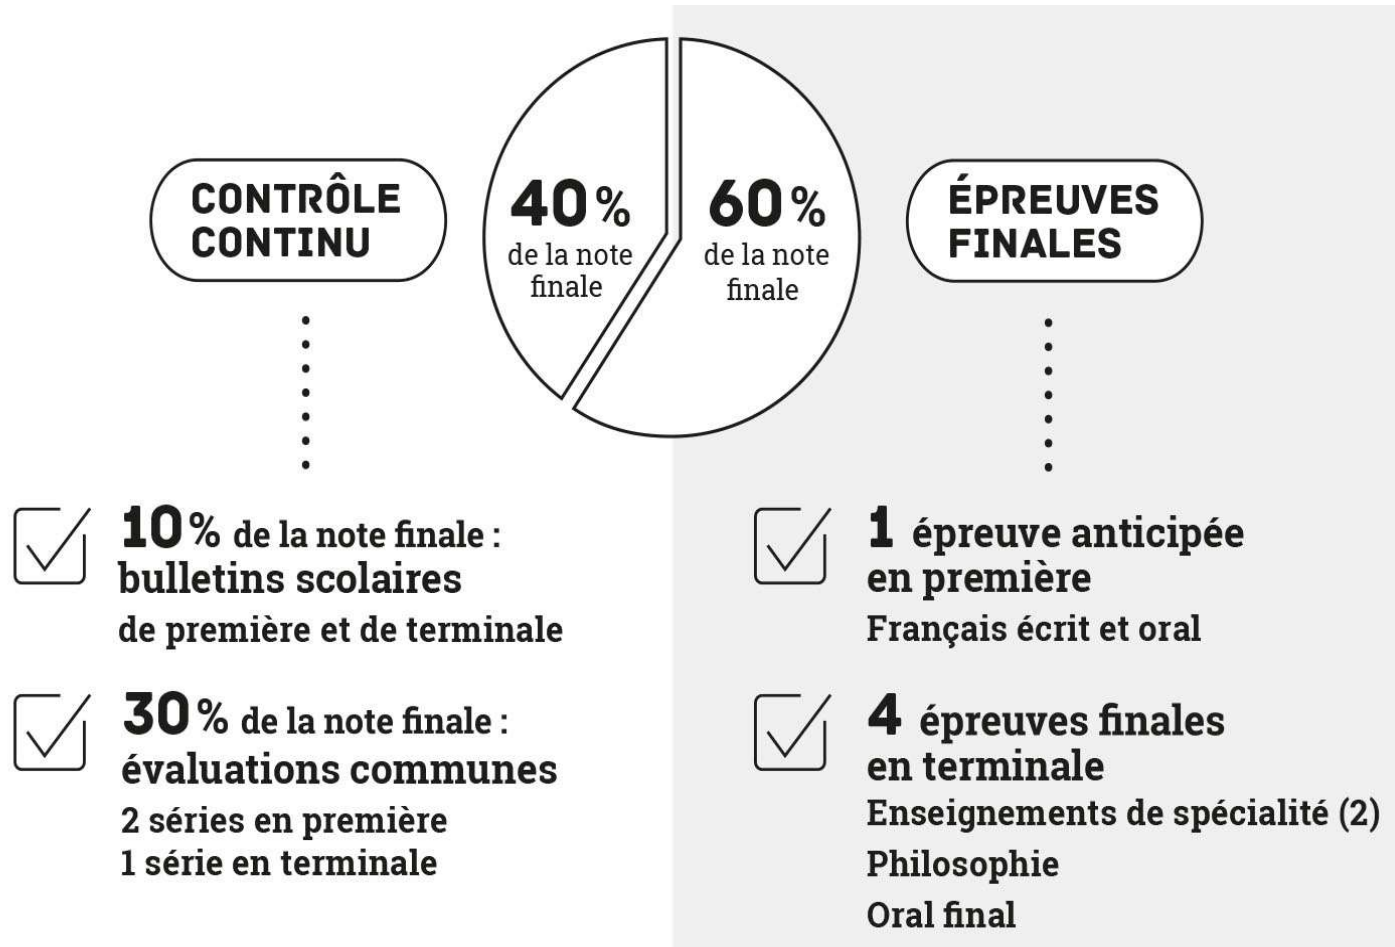 CONTRÔLE
CONTINU
40 %
de la note
finale
60 %
de la note
finale
ÉPREUVES
FINALES
10 % de la note finale :
bulletins scolaires
de première et de terminale
30 % de la note finale :
évaluations communes
2 séries en première
1 série en terminale
1 épreuve anticipée
en première
Français écrit et oral
4 épreuves finales
en terminale
Enseignements de spécialité (2)
Philosophie
Oral final